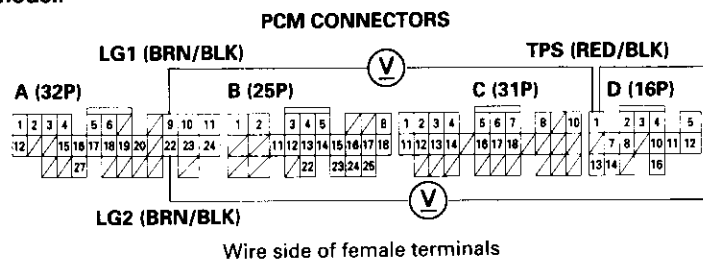 PCM CONNECTORS
LG1 (BRN/BLK) TPS (RED/BLK)
V
A (32P) B (25P) C (31P) D (16P)
1 2 3 4 5 6 9 10 11 1 2 3 4 5 8 1 2 3 4 5 6 7 8 10 1 2 3 4 5
12 15 16 17 18 19 20 22 23 24 11 12 13 14 15 16 17 18 11 12 13 14 16 17 18 7 8 10 11 12
27 22 23 24 25 13 14 16
V
LG2 (BRN/BLK)
Wire side of female terminals